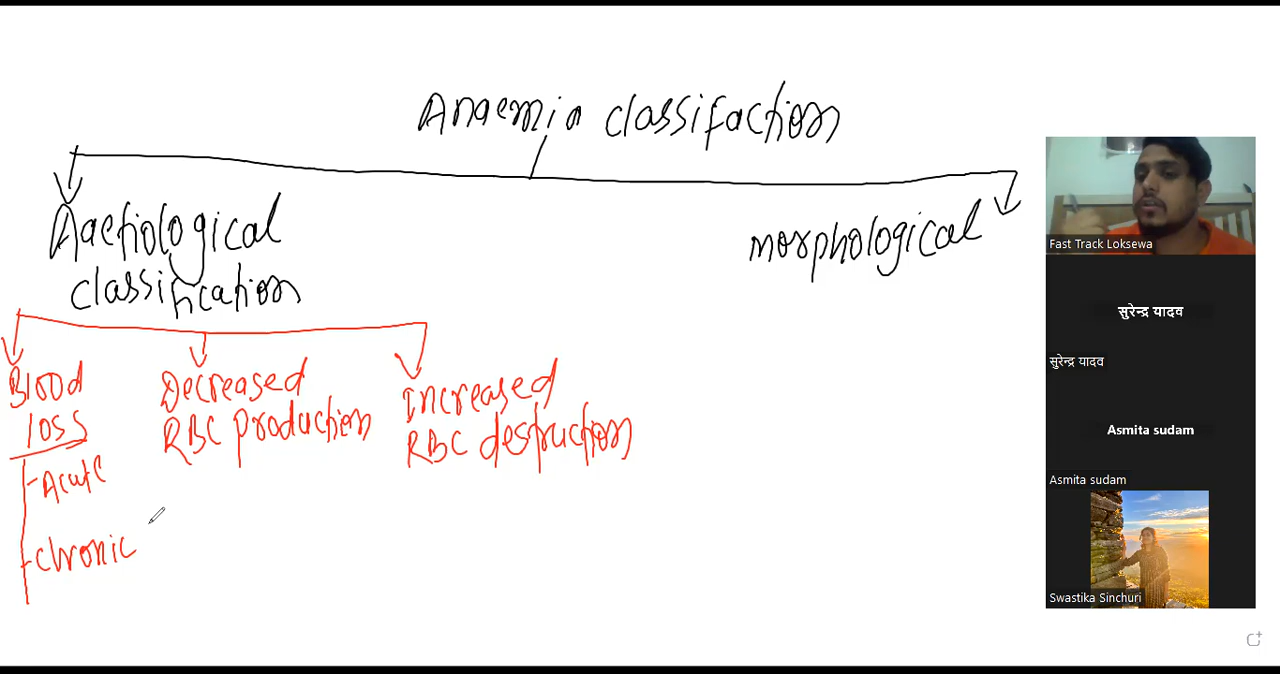 Anaemia classifaction
Aaetiological
classification
morphological
Blood
loss
Decreased
RBC production
Increased
RBC destruction
-Acute
-chronic
Fast Track Loksewa
सुरेन्द्र यादव
सुरेन्द्र यादव
Asmita sudam
Asmita sudam
Swastika Sinchuri